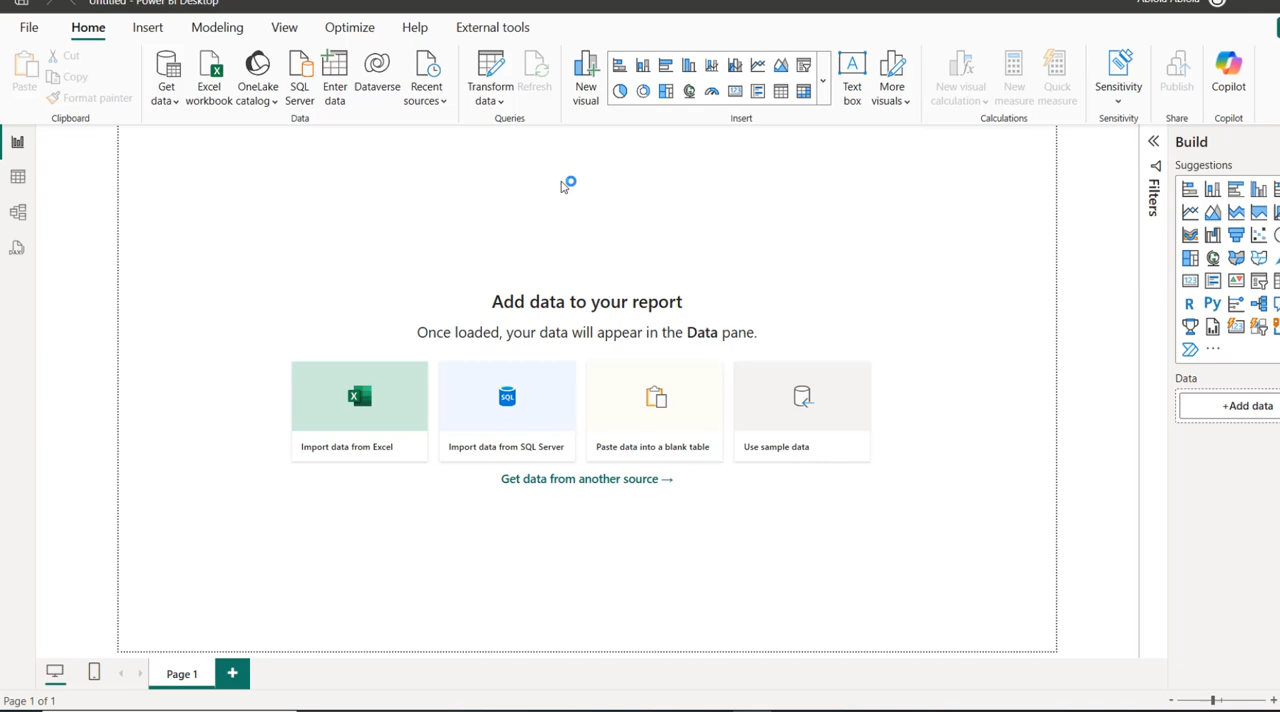 Untitled - Power BI Desktop
Abiola Abiola
File Home Insert Modeling View Optimize Help External tools
Paste
Cut
Copy
Format painter
Get data
Excel workbook
OneLake catalog
SQL Server
Enter data
Dataverse
Recent sources
Transform data
Refresh
New visual
Text box
More visuals
New visual calculation
New measure
Quick measure
Sensitivity
Publish
Copilot
Clipboard Data Queries Insert Calculations Sensitivity Share Copilot
Filters
Build
Suggestions
R Py
Data
+Add data
Add data to your report
Once loaded, your data will appear in the Data pane.
SQL
Import data from Excel
Import data from SQL Server
Paste data into a blank table
Use sample data
Get data from another source →
Page 1
Page 1 of 1